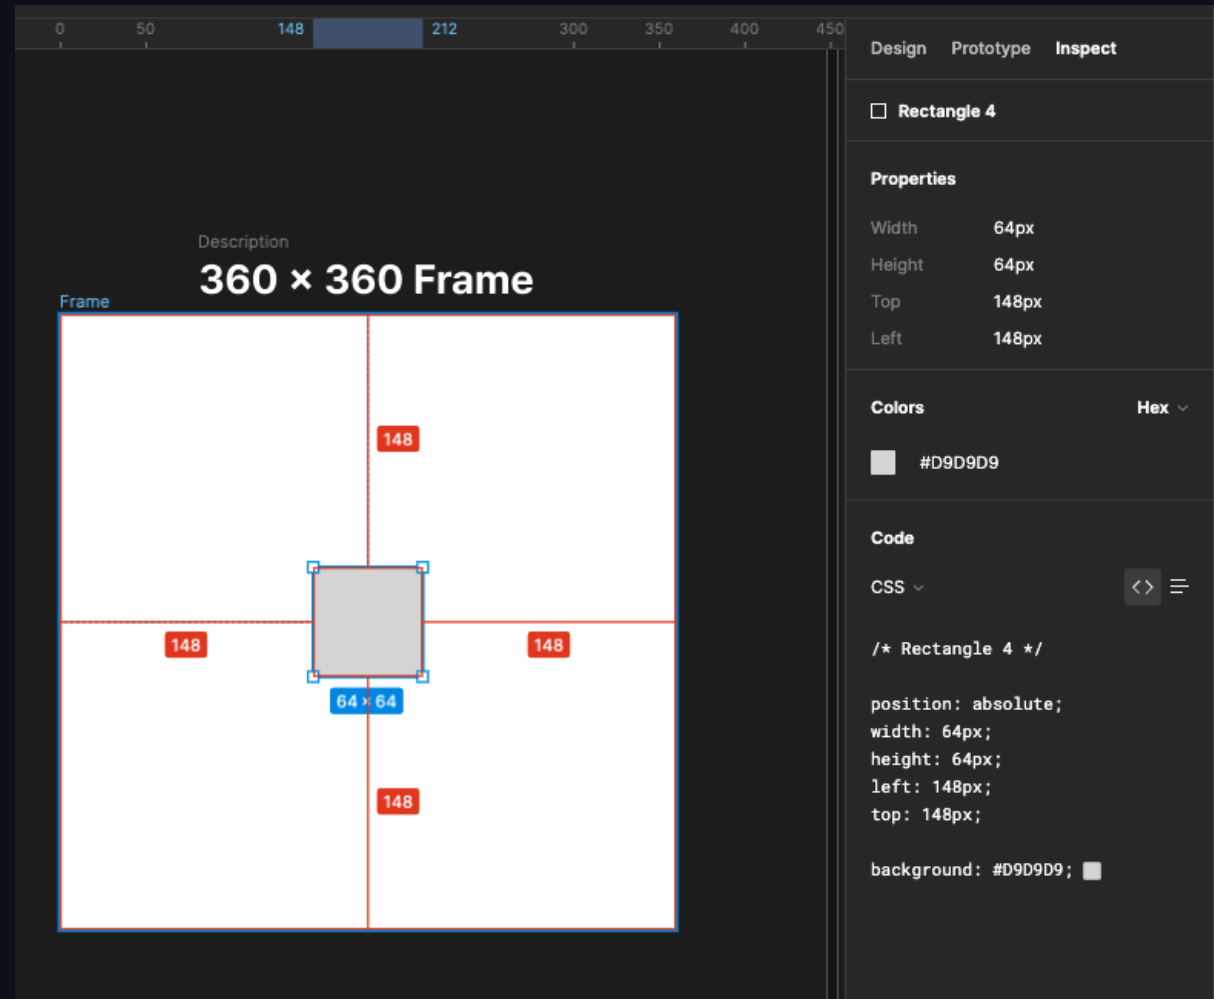 0 50 148 212 300 350 400 450
Description
360 × 360 Frame
Frame
148
148
148
64 × 64
148
Design Prototype Inspect
Rectangle 4
Properties
Width 64px
Height 64px
Top 148px
Left 148px
Colors Hex
#D9D9D9
Code
CSS
/* Rectangle 4 */
position: absolute;
width: 64px;
height: 64px;
left: 148px;
top: 148px;
background: #D9D9D9;